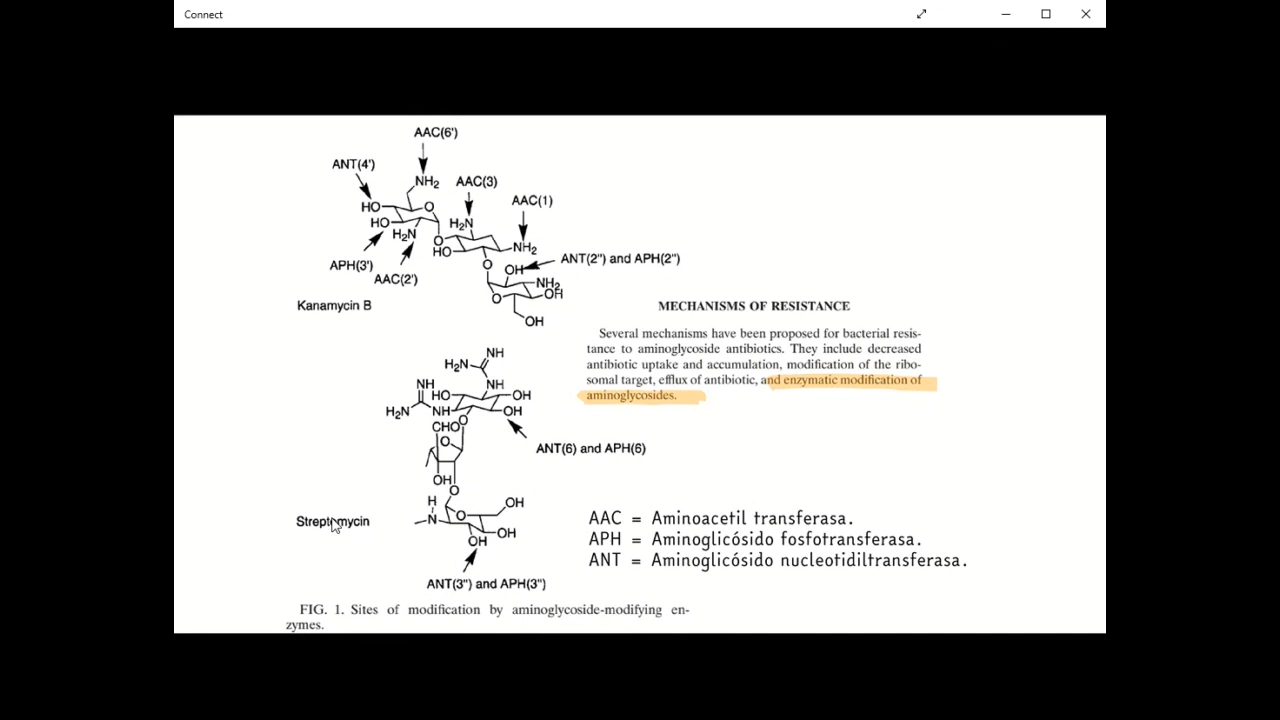 Connect
AAC(6')
ANT(4')
NH2
AAC(3)
AAC(1)
HO
O
HO
H2N
H2N
O
HO
NH2
APH(3')
AAC(2')
O
OH
ANT(2") and APH(2")
NH2
O
OH
OH
Kanamycin B
MECHANISMS OF RESISTANCE
Several mechanisms have been proposed for bacterial resis-
tance to aminoglycoside antibiotics. They include decreased
antibiotic uptake and accumulation, modification of the ribo-
somal target, efflux of antibiotic, and enzymatic modification of
aminoglycosides.
NH
H2N
NH
NH
HO
OH
H2N
NH
OH
CHO
O
O
ANT(6) and APH(6)
OH
O
H
N
O
OH
OH
OH
Streptomycin
ANT(3") and APH(3")
AAC = Aminoacetil transferasa.
APH = Aminoglicósido fosfotransferasa.
ANT = Aminoglicósido nucleotidiltransferasa.
FIG. 1. Sites of modification by aminoglycoside-modifying en-
zymes.